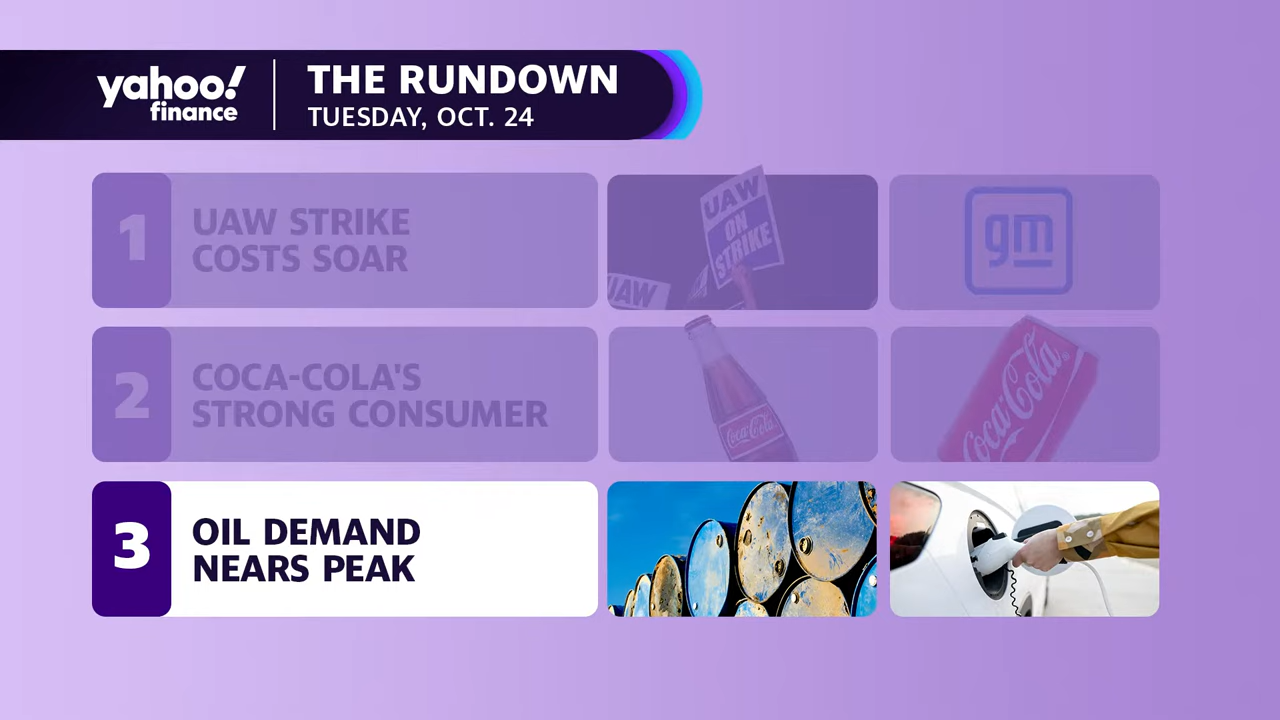 yahoo!
finance
THE RUNDOWN
TUESDAY, OCT. 24
1
UAW STRIKE
COSTS SOAR
UAW
ON
STRIKE
UAW
gm
2
COCA-COLA'S
STRONG CONSUMER
Coca-Cola
Coca-Cola
3
OIL DEMAND
NEARS PEAK